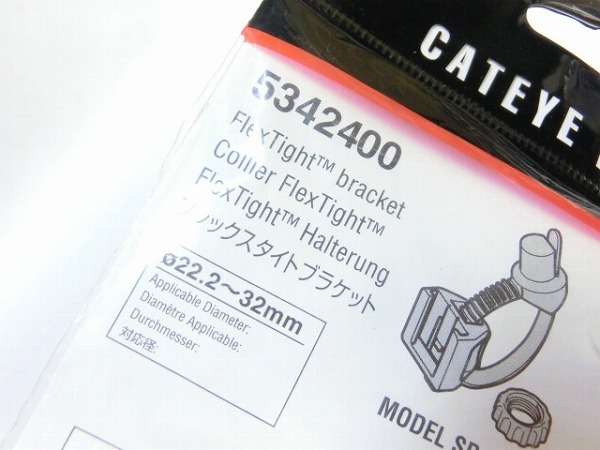 CATEYE
5342400
FlexTight™ bracket
Collier FlexTight™
FlexTight™ Halterung
フレックスタイトブラケット
ø22.2～32mm
Applicable Diameter:
Diamètre Applicable:
Durchmesser:
対応径:
MODEL SP